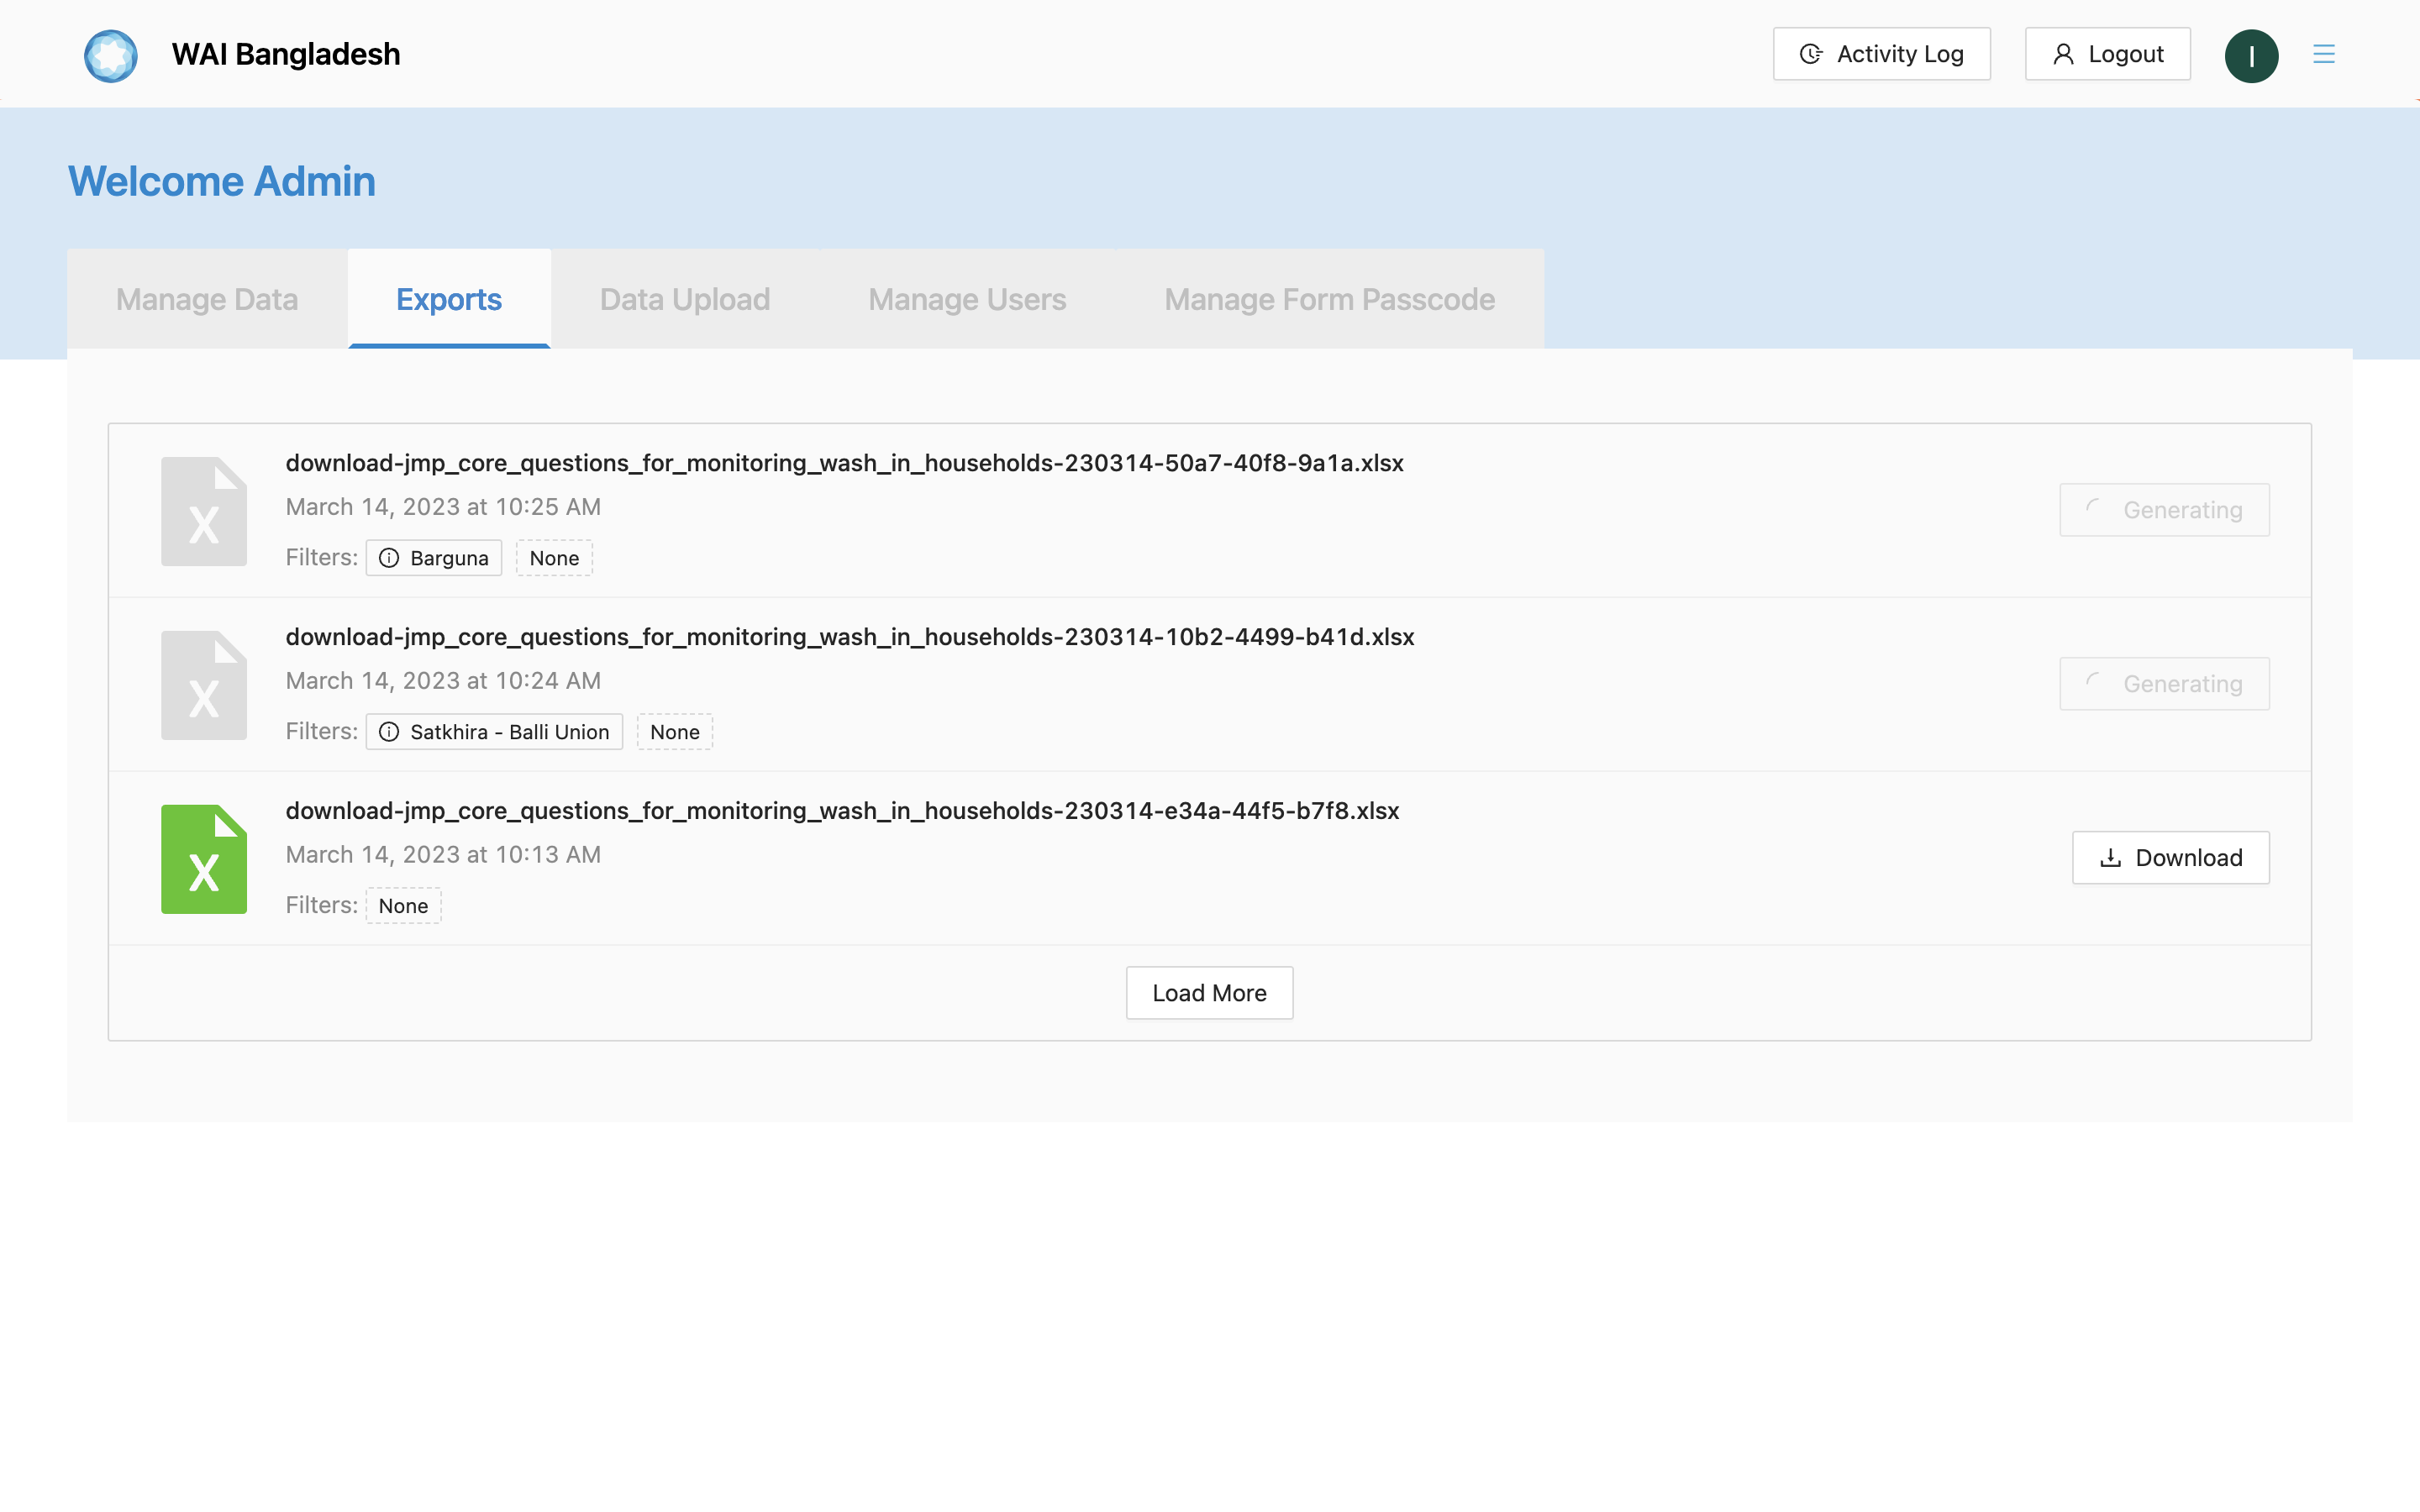 WAI Bangladesh
Activity Log
Logout
I
Welcome Admin
Manage Data
Exports
Data Upload
Manage Users
Manage Form Passcode
X
download-jmp_core_questions_for_monitoring_wash_in_households-230314-50a7-40f8-9a1a.xlsx
March 14, 2023 at 10:25 AM
Filters: Barguna None
Generating
X
download-jmp_core_questions_for_monitoring_wash_in_households-230314-10b2-4499-b41d.xlsx
March 14, 2023 at 10:24 AM
Filters: Satkhira - Balli Union None
Generating
X
download-jmp_core_questions_for_monitoring_wash_in_households-230314-e34a-44f5-b7f8.xlsx
March 14, 2023 at 10:13 AM
Filters: None
Download
Load More